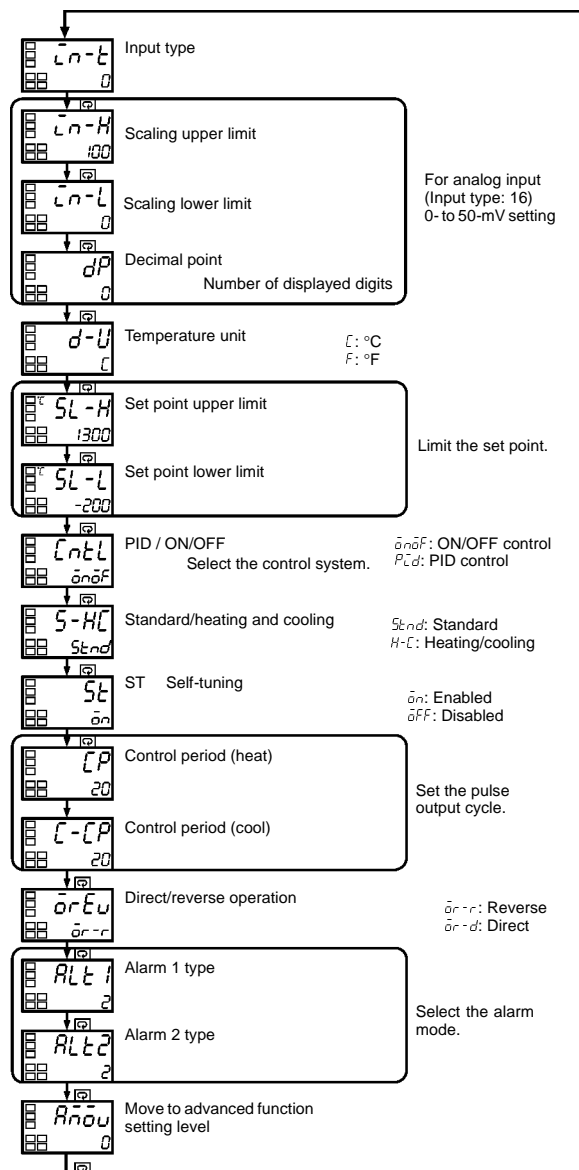 in-t
0
Input type
in-H
100
Scaling upper limit
in-L
0
Scaling lower limit
dP
0
Decimal point
Number of displayed digits
For analog input
(Input type: 16)
0- to 50-mV setting
d-U
C
Temperature unit
C: °C
F: °F
°C
SL-H
1300
Set point upper limit
°C
SL-L
-200
Set point lower limit
Limit the set point.
CntL
onoF
PID / ON/OFF
Select the control system.
onoF: ON/OFF control
Pid: PID control
S-HC
Stnd
Standard/heating and cooling
Stnd: Standard
H-C: Heating/cooling
St
on
ST Self-tuning
on: Enabled
oFF: Disabled
CP
20
Control period (heat)
C-CP
20
Control period (cool)
Set the pulse
output cycle.
orEv
or-r
Direct/reverse operation
or-r: Reverse
or-d: Direct
ALt1
2
Alarm 1 type
ALt2
2
Alarm 2 type
Select the alarm
mode.
Amov
0
Move to advanced function
setting level